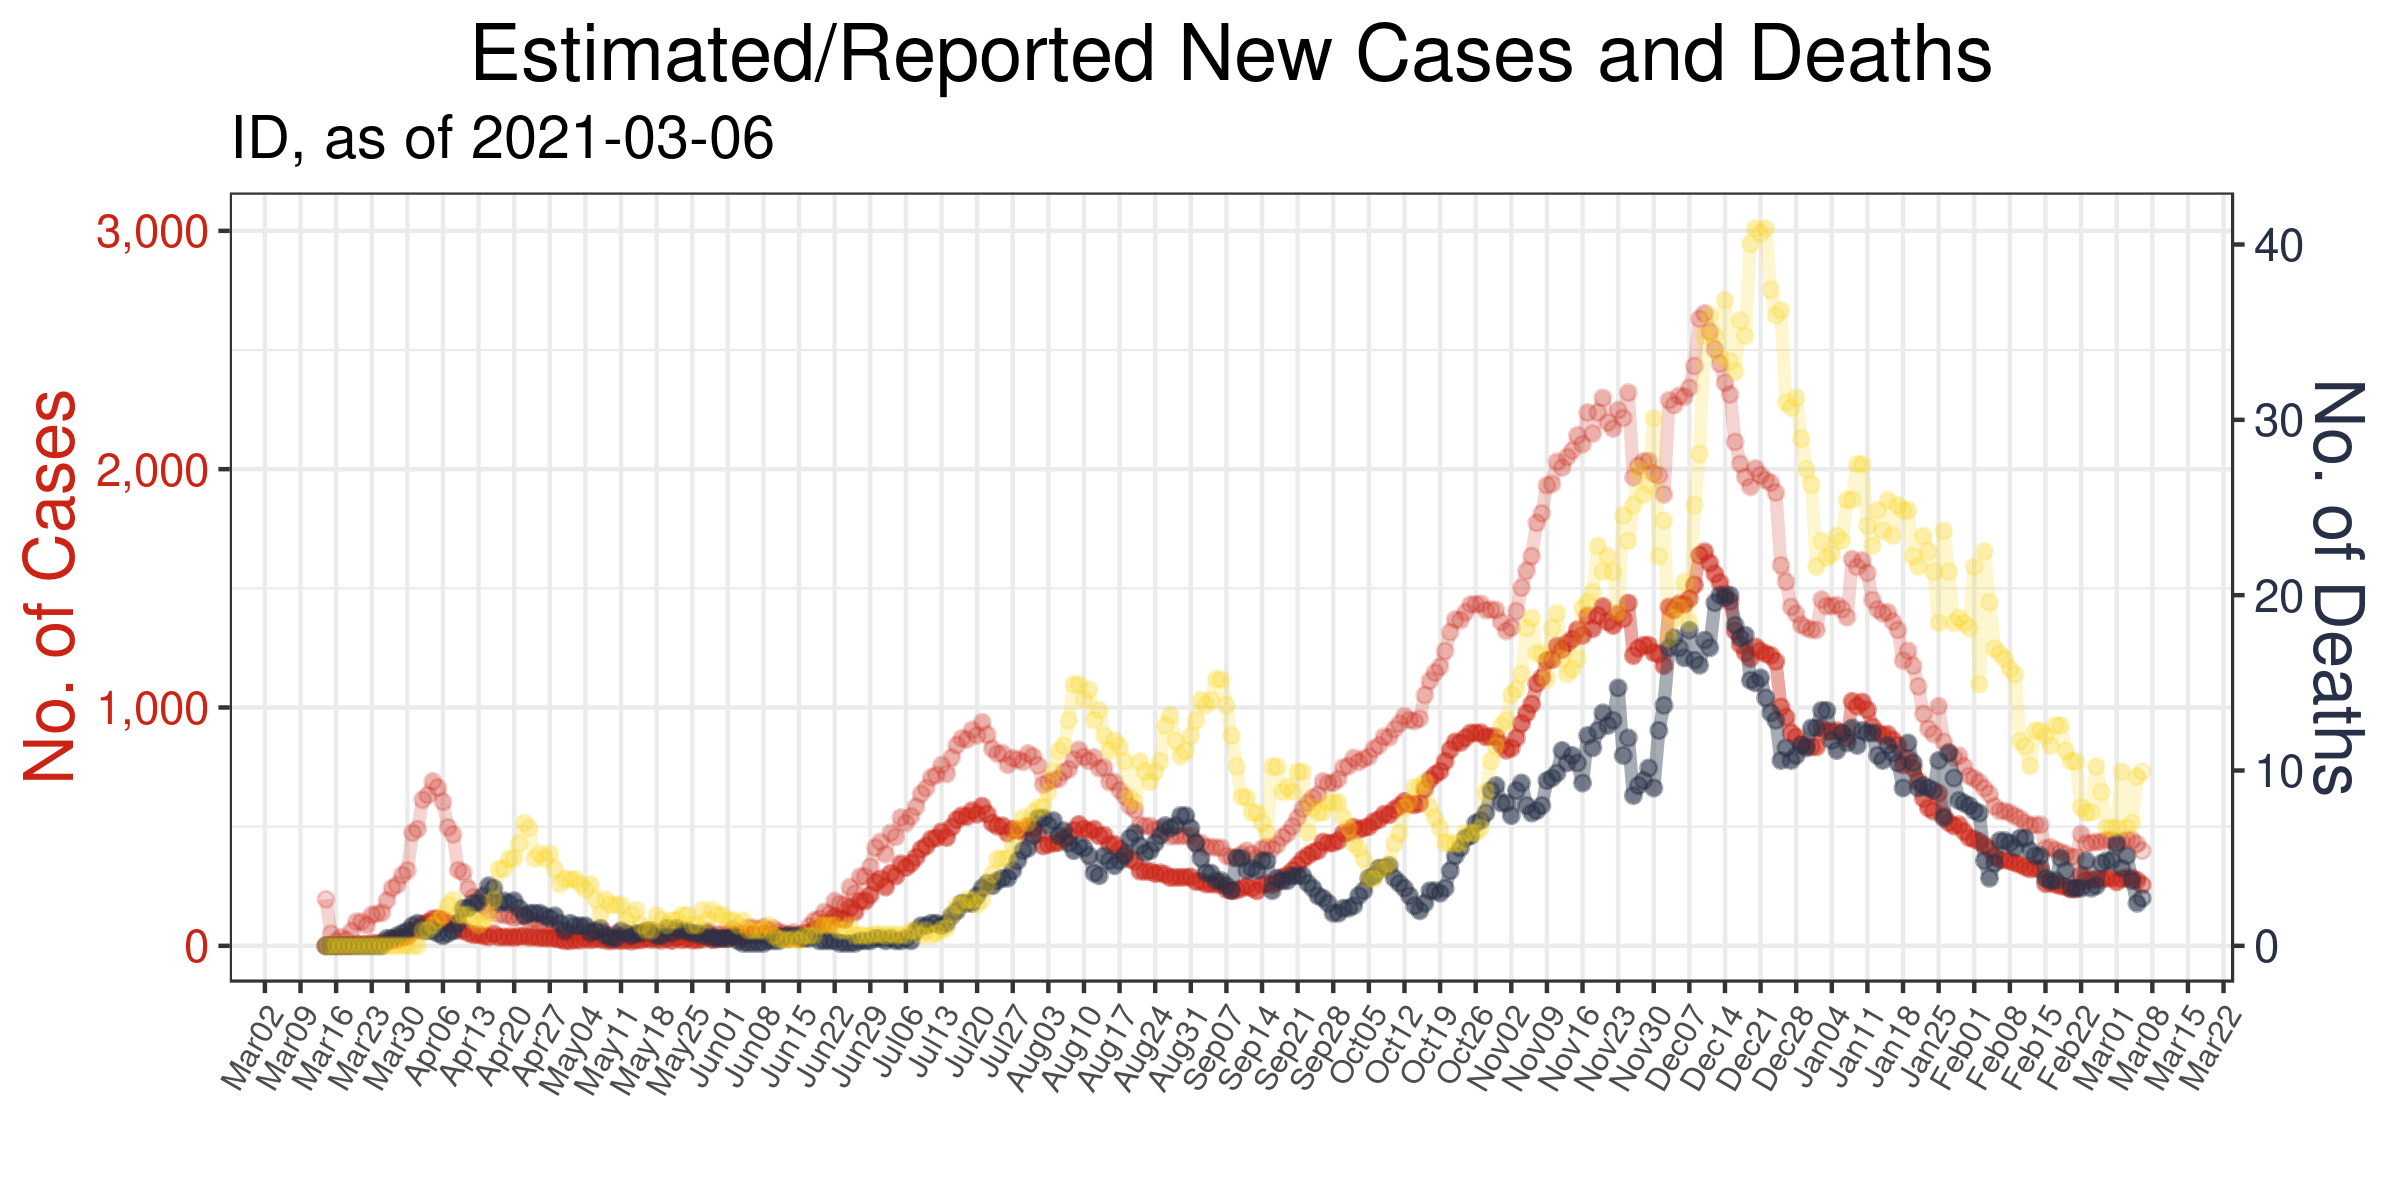 Estimated/Reported New Cases and Deaths
ID, as of 2021-03-06
No. of Cases
3,000
2,000
1,000
0
40
30
20
10
0
No. of Deaths
Mar02
Mar09
Mar16
Mar23
Mar30
Apr06
Apr13
Apr20
Apr27
May04
May11
May18
May25
Jun01
Jun08
Jun15
Jun22
Jun29
Jul06
Jul13
Jul20
Jul27
Aug03
Aug10
Aug17
Aug24
Aug31
Sep07
Sep14
Sep21
Sep28
Oct05
Oct12
Oct19
Oct26
Nov02
Nov09
Nov16
Nov23
Nov30
Dec07
Dec14
Dec21
Dec28
Jan04
Jan11
Jan18
Jan25
Feb01
Feb08
Feb15
Feb22
Mar01
Mar08
Mar15
Mar22